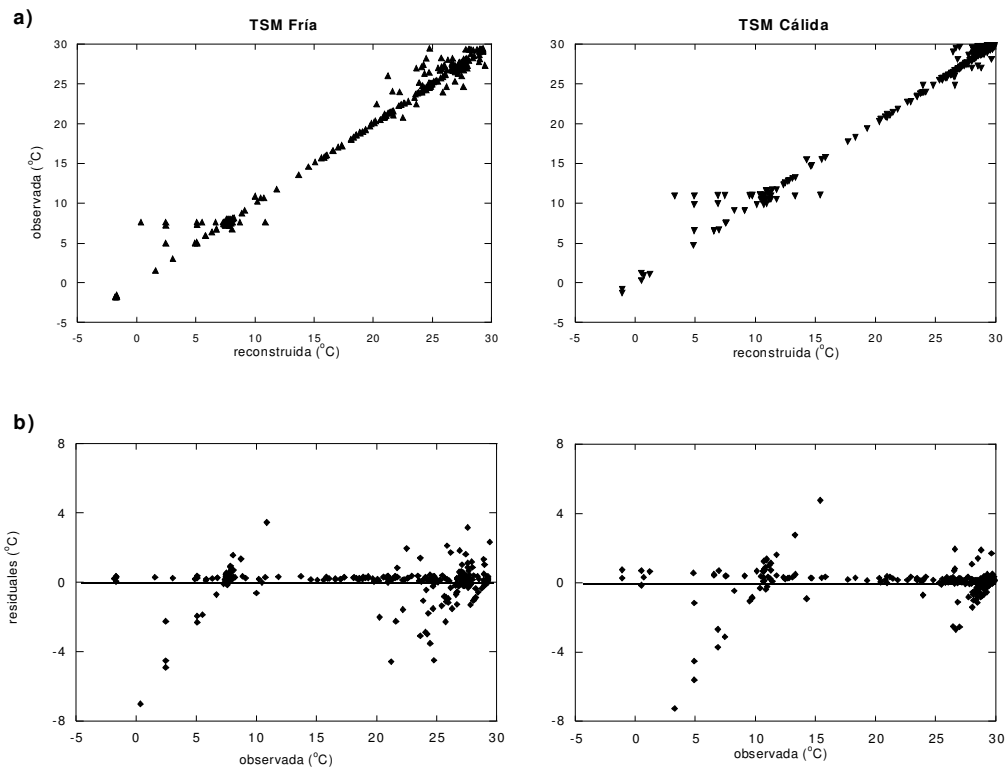 a)
TSM Fría
TSM Cálida
30
25
20
15
10
5
0
-5
observada (°C)
-5 0 5 10 15 20 25 30
reconstruida (°C)
30
25
20
15
10
5
0
-5
-5 0 5 10 15 20 25 30
reconstruida (°C)
b)
8
4
0
-4
-8
residuales (°C)
-5 0 5 10 15 20 25 30
observada (°C)
8
4
0
-4
-8
-5 0 5 10 15 20 25 30
observada (°C)